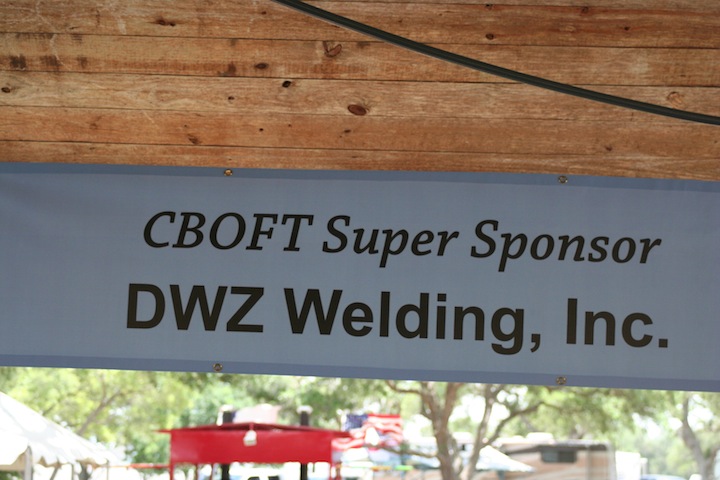 CBOFT Super Sponsor
DWZ Welding, Inc.